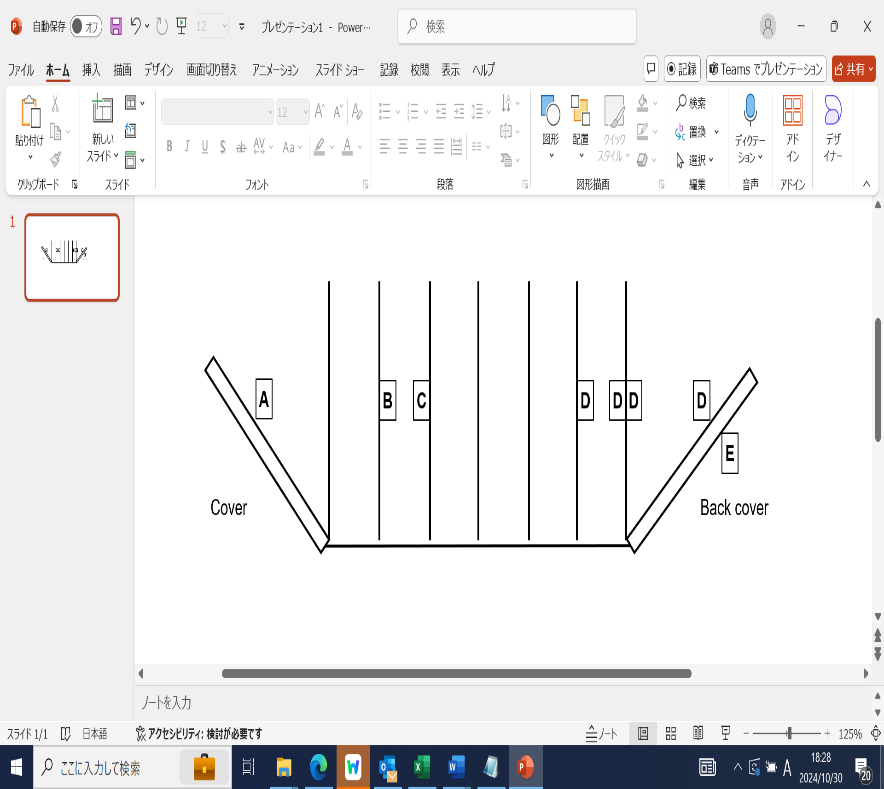 自動保存 オフ 12 プレゼンテーション1 - Power… 検索
ファイル ホーム 挿入 描画 デザイン 画面切り替え アニメーション スライド ショー 記録 校閲 表示 ヘルプ 記録 Teams でプレゼンテーション 共有
貼り付け
新しい
スライド
12
B I U S ab AV Aa A
図形
配置
クイック
スタイル
検索
置換
選択
ディクテー
ション
アド
イン
デザ
イナー
クリップボード スライド フォント 段落 図形描画 編集 音声 アドイン
1
A
B
C
D
D
D
D
E
Cover
Back cover
ノートを入力
スライド 1/1 日本語 アクセシビリティ: 検討が必要です ノート 125%
ここに入力して検索
A
18:28
2024/10/30
20